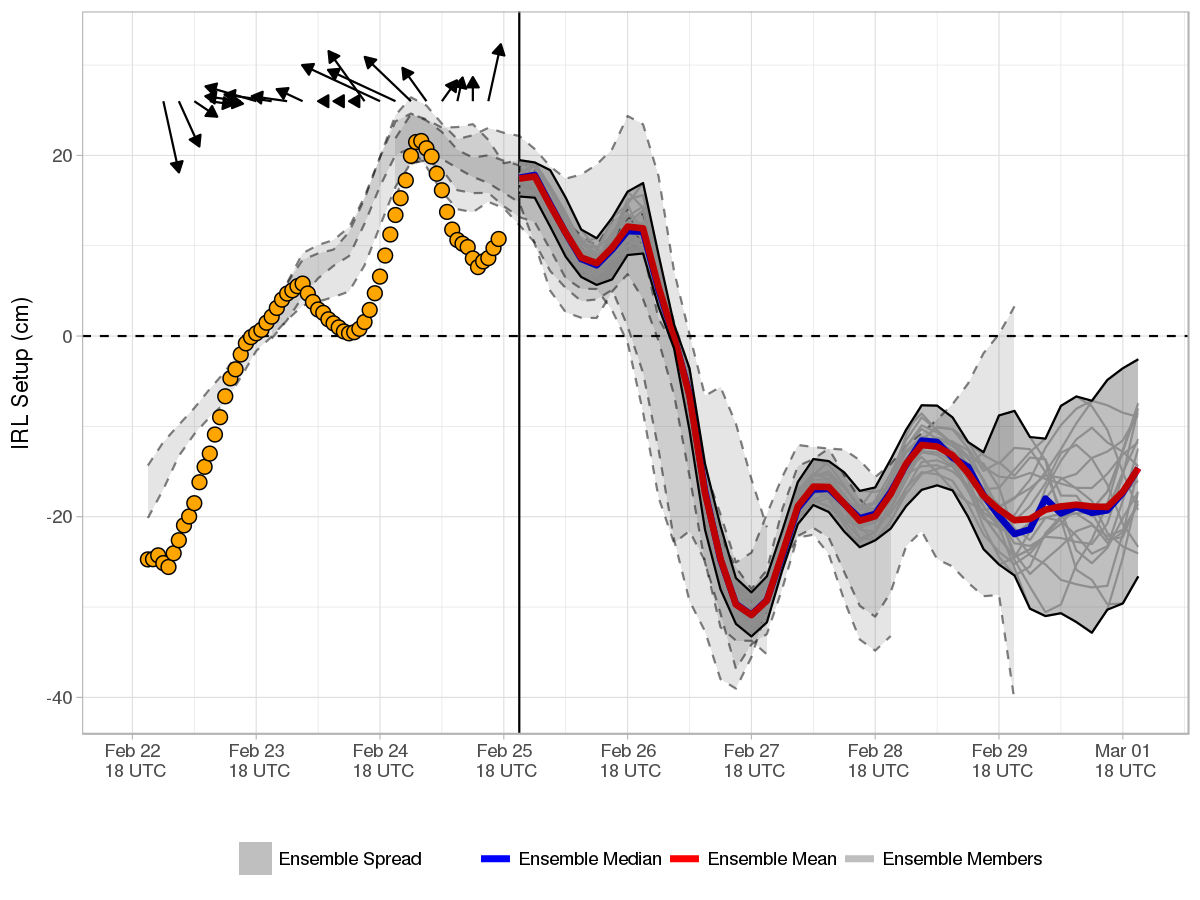 IRL Setup (cm)
20
0
-20
-40
Feb 22 Feb 23 Feb 24 Feb 25 Feb 26 Feb 27 Feb 28 Feb 29 Mar 01
18 UTC 18 UTC 18 UTC 18 UTC 18 UTC 18 UTC 18 UTC 18 UTC 18 UTC
Ensemble Spread Ensemble Median Ensemble Mean Ensemble Members